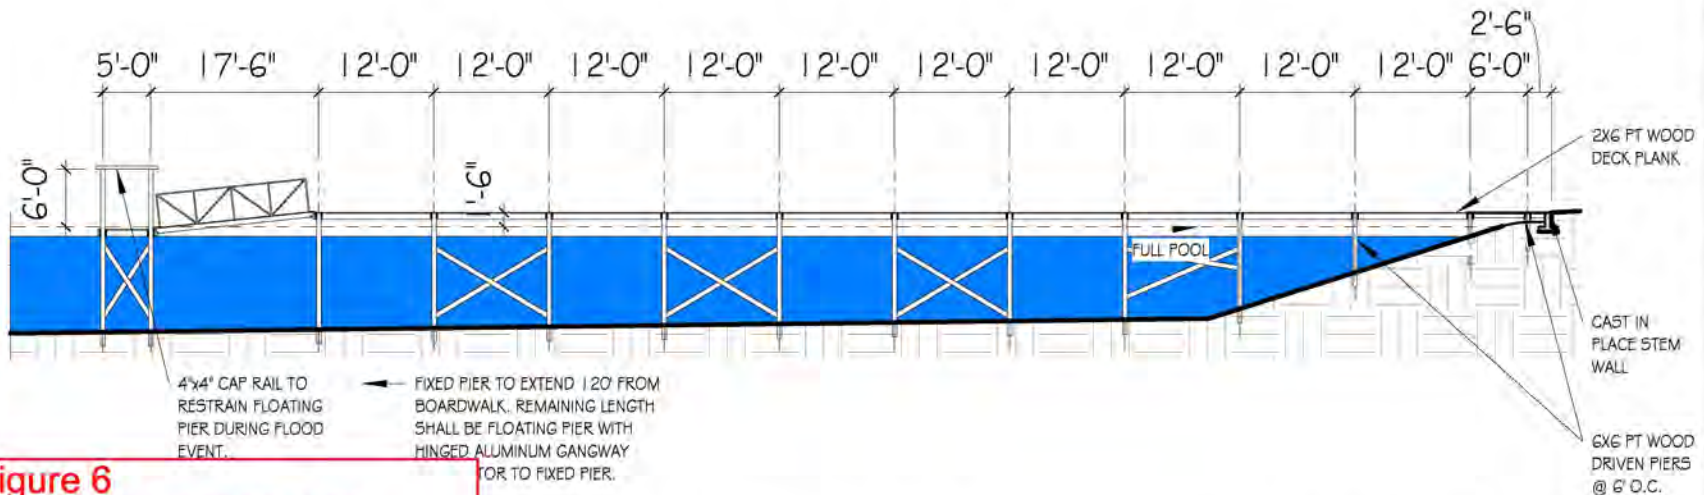 2'-6"
5'-0" 17'-6" 12'-0" 12'-0" 12'-0" 12'-0" 12'-0" 12'-0" 12'-0" 12'-0" 12'-0" 12'-0" 6'-0"
6'-0"
1'-6"
2X6 PT WOOD
DECK PLANK
FULL POOL
CAST IN
PLACE STEM
WALL
4"x4" CAP RAIL TO
RESTRAIN FLOATING
PIER DURING FLOOD
EVENT.
FIXED PIER TO EXTEND 120' FROM
BOARDWALK. REMAINING LENGTH
SHALL BE FLOATING PIER WITH
HINGED ALUMINUM GANGWAY
TOR TO FIXED PIER.
6X6 PT WOOD
DRIVEN PIERS
@ 6' O.C.
igure 6